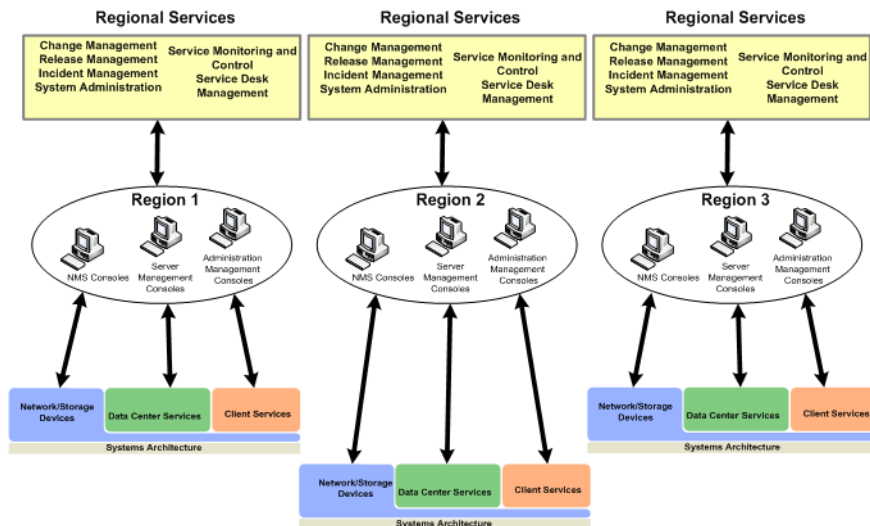 Regional Services
Change Management
Release Management
Incident Management
System Administration
Service Monitoring and
Control
Service Desk
Management
Region 1
NMS Consoles
Server
Management
Consoles
Administration
Management
Consoles
Network/Storage
Devices
Data Center Services
Client Services
Systems Architecture
Regional Services
Change Management
Release Management
Incident Management
System Administration
Service Monitoring and
Control
Service Desk
Management
Region 2
NMS Consoles
Server
Management
Consoles
Administration
Management
Consoles
Network/Storage
Devices
Data Center Services
Client Services
Systems Architecture
Regional Services
Change Management
Release Management
Incident Management
System Administration
Service Monitoring and
Control
Service Desk
Management
Region 3
NMS Consoles
Server
Management
Consoles
Administration
Management
Consoles
Network/Storage
Devices
Data Center Services
Client Services
Systems Architecture